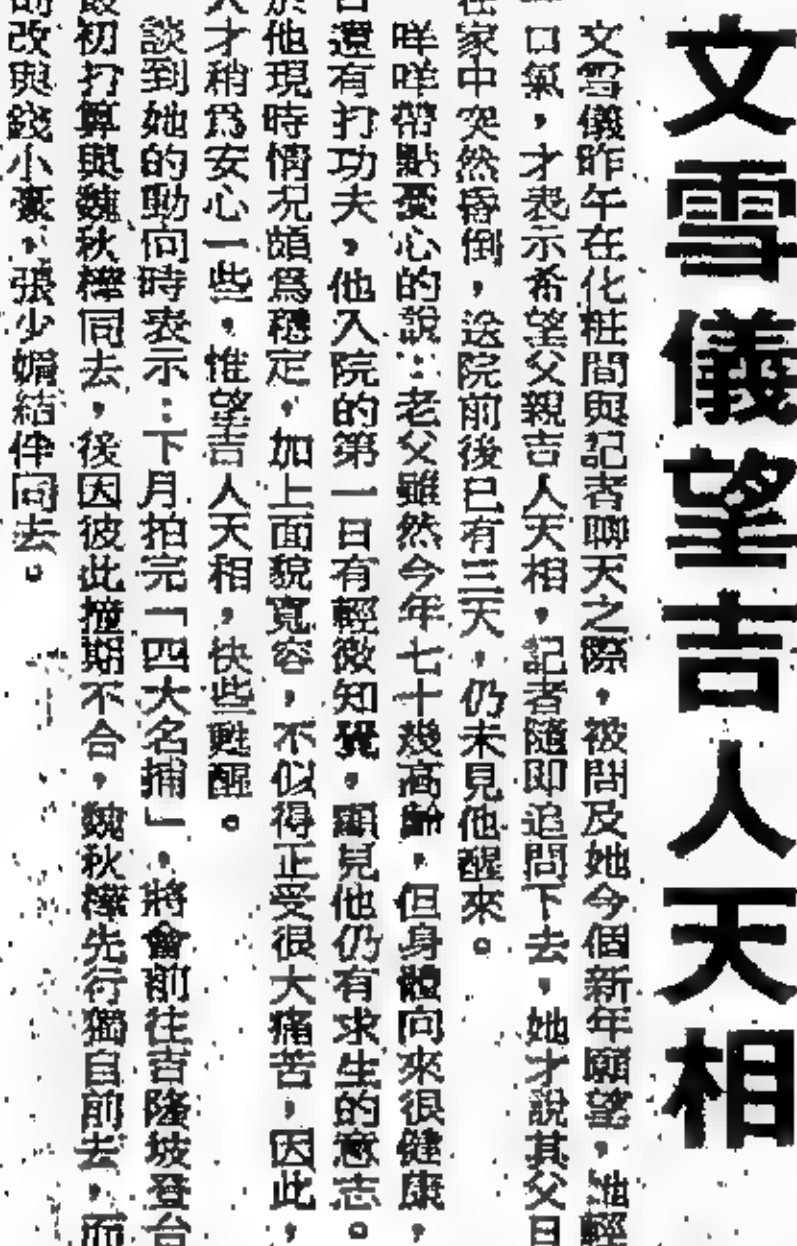 文雪儀望吉人天相
文雪儀昨午在化粧間與記者聊天之際，被問及她今個新年願望，她輕
口氣，才表示希望父親吉人天相，記者隨即追問下去，她才說其父日
在家中突然昏倒，送院前後已有三天，仍未見他醒來。
咩咩帶點憂心的說：老父雖然今年七十幾高齡，但身體向來很健康，
日還有打功夫，他入院的第一日有輕微知覺，顯見他仍有求生的意志。
於他現時情況頗爲穩定，加上面貌寬容，不似得正受很大痛苦，因此，
人才稍爲安心一些，惟望吉人天相，快些甦醒。
談到她的動向時表示：下月拍完「四大名捕」，將會前往吉隆坡登台
最初打算與魏秋樺同去，後因彼此撞期不合，魏秋樺先行獨自前去，而
改與錢小豪，張少媚結伴同去。